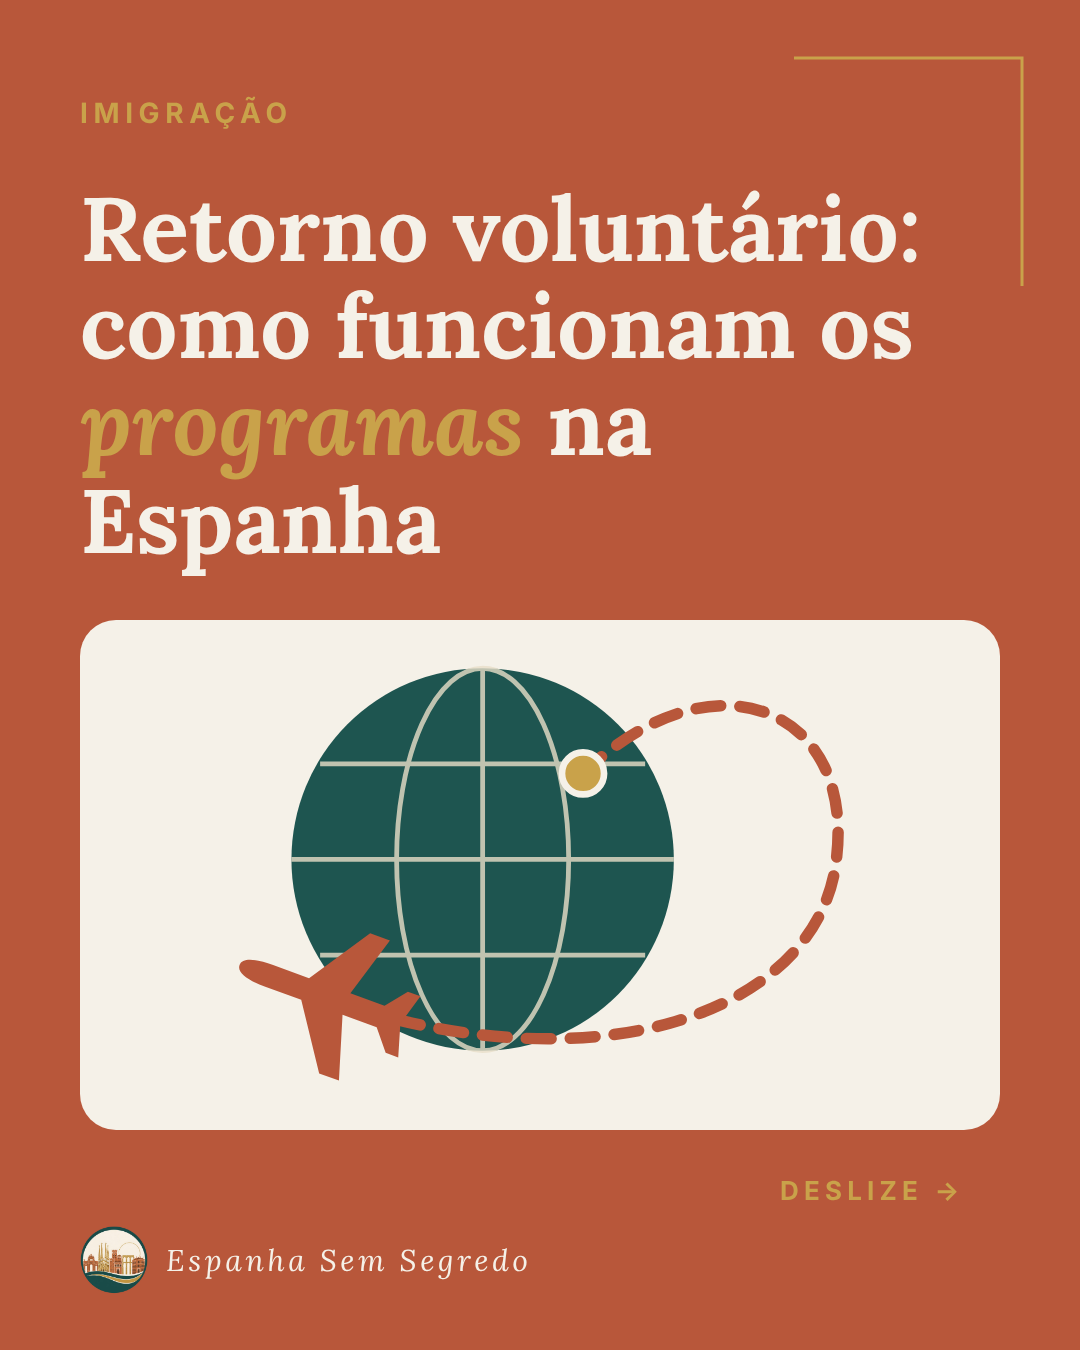 IMIGRAÇÃO
Retorno voluntário:
como funcionam os
programas na
Espanha
DESLIZE →
Espanha Sem Segredo